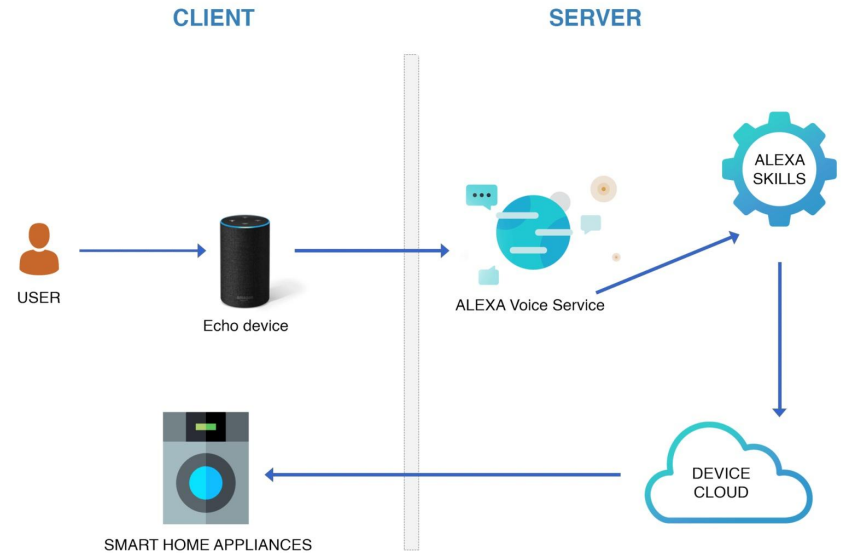 CLIENT
SERVER
ALEXA
SKILLS
USER
Echo device
ALEXA Voice Service
DEVICE
CLOUD
SMART HOME APPLIANCES